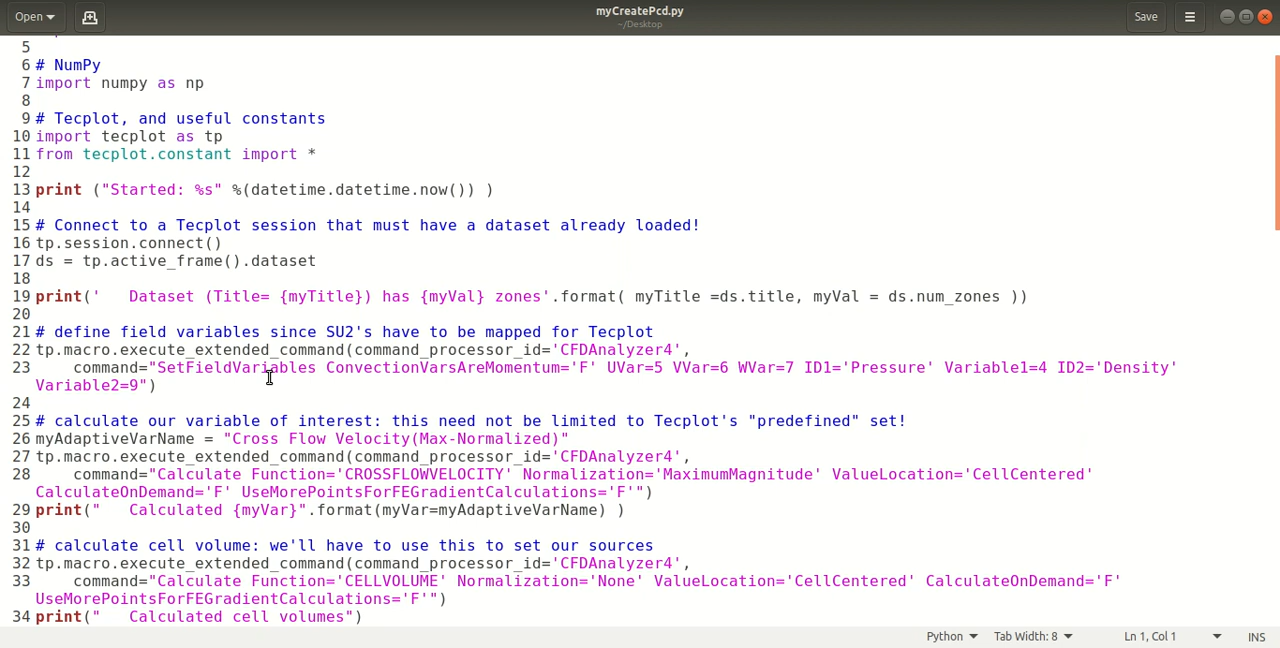 Open
myCreatePcd.py
~/Desktop
Save
5
6 # NumPy
7 import numpy as np
8
9 # Tecplot, and useful constants
10 import tecplot as tp
11 from tecplot.constant import *
12
13 print ("Started: %s" %(datetime.datetime.now()) )
14
15 # Connect to a Tecplot session that must have a dataset already loaded!
16 tp.session.connect()
17 ds = tp.active_frame().dataset
18
19 print('   Dataset (Title= {myTitle}) has {myVal} zones'.format( myTitle =ds.title, myVal = ds.num_zones ))
20
21 # define field variables since SU2's have to be mapped for Tecplot
22 tp.macro.execute_extended_command(command_processor_id='CFDAnalyzer4',
23     command="SetFieldVariables ConvectionVarsAreMomentum='F' UVar=5 VVar=6 WVar=7 ID1='Pressure' Variable1=4 ID2='Density'
Variable2=9")
24
25 # calculate our variable of interest: this need not be limited to Tecplot's "predefined" set!
26 myAdaptiveVarName = "Cross Flow Velocity(Max-Normalized)"
27 tp.macro.execute_extended_command(command_processor_id='CFDAnalyzer4',
28     command="Calculate Function='CROSSFLOWVELOCITY' Normalization='MaximumMagnitude' ValueLocation='CellCentered'
CalculateOnDemand='F' UseMorePointsForFEGradientCalculations='F'")
29 print("   Calculated {myVar}".format(myVar=myAdaptiveVarName) )
30
31 # calculate cell volume: we'll have to use this to set our sources
32 tp.macro.execute_extended_command(command_processor_id='CFDAnalyzer4',
33     command="Calculate Function='CELLVOLUME' Normalization='None' ValueLocation='CellCentered' CalculateOnDemand='F'
UseMorePointsForFEGradientCalculations='F'")
34 print("   Calculated cell volumes")
Python Tab Width: 8 Ln 1, Col 1 INS